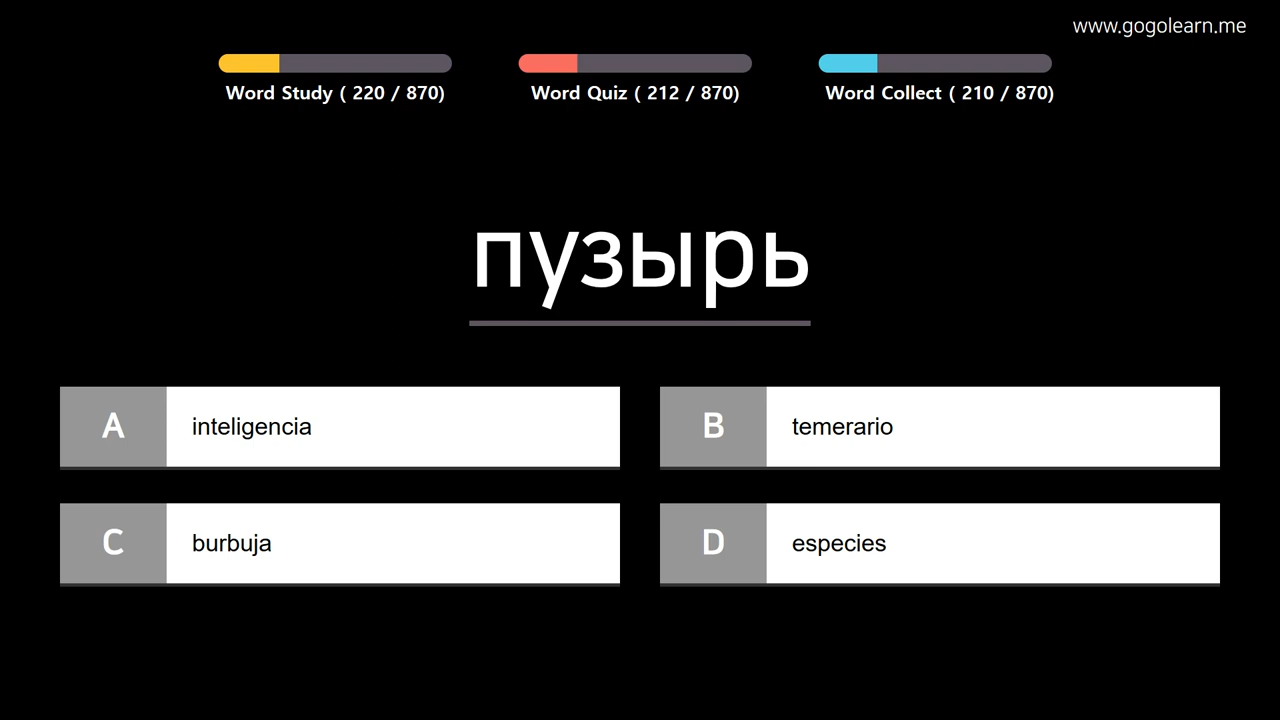 www.gogolearn.me
Word Study ( 220 / 870)
Word Quiz ( 212 / 870)
Word Collect ( 210 / 870)
пузырь
A inteligencia
B temerario
C burbuja
D especies